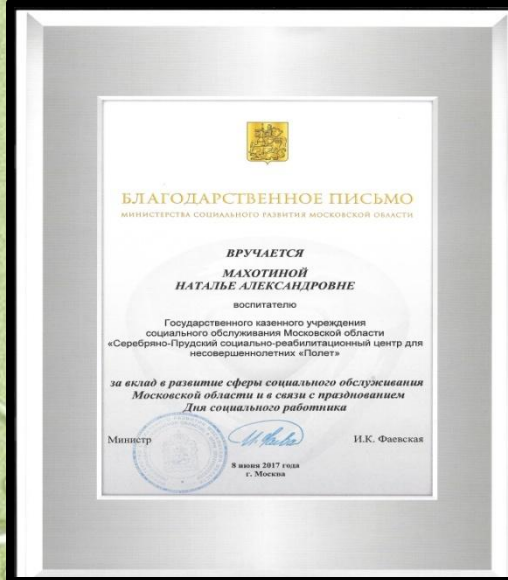 БЛАГОДАРСТВЕННОЕ ПИСЬМО
МИНИСТЕРСТВА СОЦИАЛЬНОГО РАЗВИТИЯ МОСКОВСКОЙ ОБЛАСТИ
ВРУЧАЕТСЯ
МАХОТИНОЙ
НАТАЛЬЕ АЛЕКСАНДРОВНЕ
воспитателю
Государственного казенного учреждения
социального обслуживания Московской области
«Серебряно-Прудский социально-реабилитационный центр для
несовершеннолетних «Полет»
за вклад в развитие сферы социального обслуживания
Московской области и в связи с празднованием
Дня социального работника
Министр И.К. Фаевская
8 июня 2017 года
г. Москва